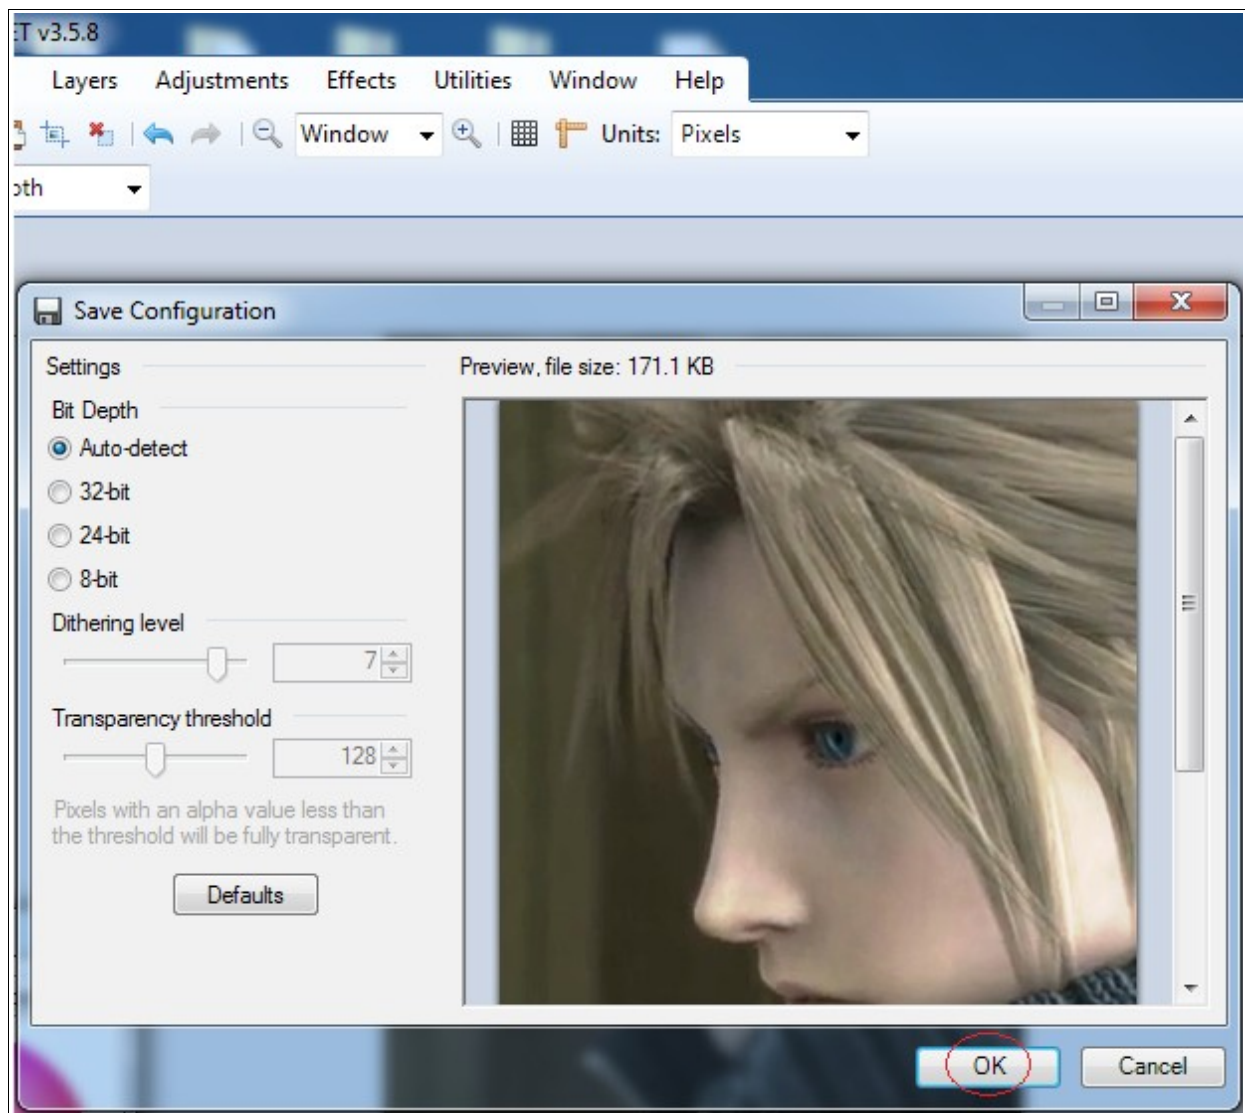 ET v3.5.8
Layers Adjustments Effects Utilities Window Help
Window Units: Pixels
pth
Save Configuration
Settings Preview, file size: 171.1 KB
Bit Depth
Auto-detect
32-bit
24-bit
8-bit
Dithering level
7
Transparency threshold
128
Pixels with an alpha value less than
the threshold will be fully transparent.
Defaults
OK Cancel